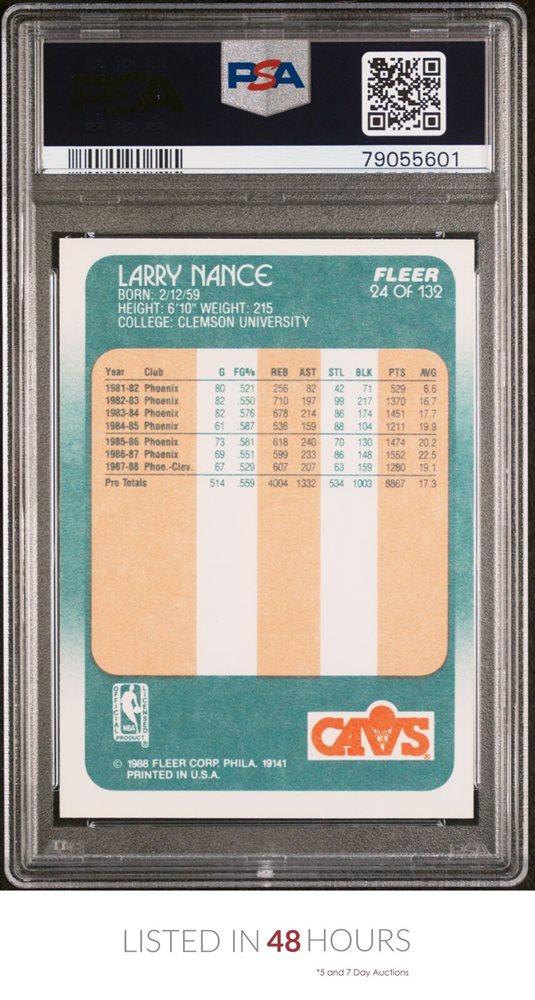 PSA
79055601
LARRY NANCE
BORN: 2/12/59
HEIGHT: 6'10" WEIGHT: 215
COLLEGE: CLEMSON UNIVERSITY
FLEER
24 OF 132
Year Club G FG% REB AST STL BLK PTS AVG
1981-82 Phoenix 80 .521 256 82 42 71 529 6.6
1982-83 Phoenix 82 .550 710 197 99 217 1370 16.7
1983-84 Phoenix 82 .576 678 214 86 174 1451 17.7
1984-85 Phoenix 61 .587 536 159 88 104 1211 19.9
1985-86 Phoenix 73 .581 618 240 70 130 1474 20.2
1986-87 Phoenix 69 .551 599 233 86 148 1552 22.5
1987-88 Phoe.-Clev. 67 .529 607 207 63 159 1280 19.1
Pro Totals 514 .559 4004 1332 534 1003 8867 17.3
OFFICIAL LICENSED
NBA
PRODUCT
CAVS
© 1988 FLEER CORP. PHILA. 19141
PRINTED IN U.S.A.
PSA
LISTED IN 48 HOURS
*5 and 7 Day Auctions